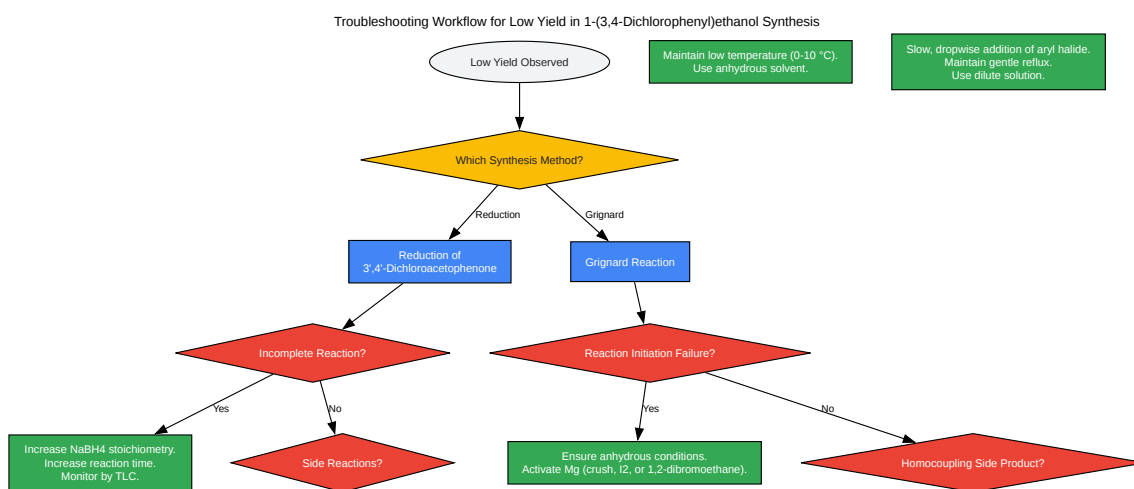 Troubleshooting Workflow for Low Yield in 1-(3,4-Dichlorophenyl)ethanol Synthesis
Low Yield Observed
Maintain low temperature (0-10 °C).
Use anhydrous solvent.
Slow, dropwise addition of aryl halide.
Maintain gentle reflux.
Use dilute solution.
Which Synthesis Method?
Reduction
Grignard
Reduction of
3',4'-Dichloroacetophenone
Grignard Reaction
Incomplete Reaction?
Reaction Initiation Failure?
Yes
No
Yes
No
Increase NaBH4 stoichiometry.
Increase reaction time.
Monitor by TLC.
Side Reactions?
Ensure anhydrous conditions.
Activate Mg (crush, I2, or 1,2-dibromoethane).
Homocoupling Side Product?